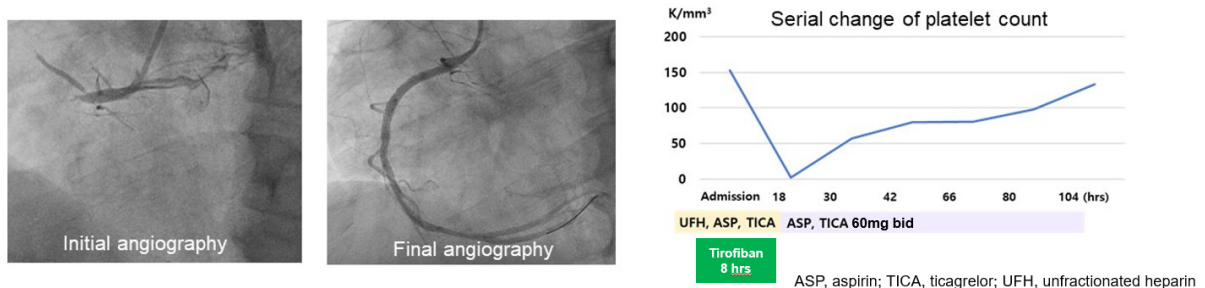 Initial angiography
Final angiography
K/mm³
Serial change of platelet count
200
150
100
50
0
Admission 18 30 42 66 80 104 (hrs)
UFH, ASP, TICA ASP, TICA 60mg bid
Tirofiban
8 hrs
ASP, aspirin; TICA, ticagrelor; UFH, unfractionated heparin